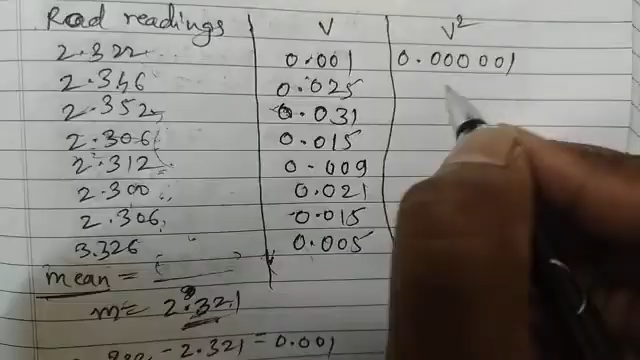 Road readings V V²
2.322 0.001 0.000001
2.346 0.025
2.352 0.031
2.306 0.015
2.312 0.009
2.300 0.021
2.306 0.015
3.326 0.005
mean =
m= 2.321
- 2.321 = 0.001